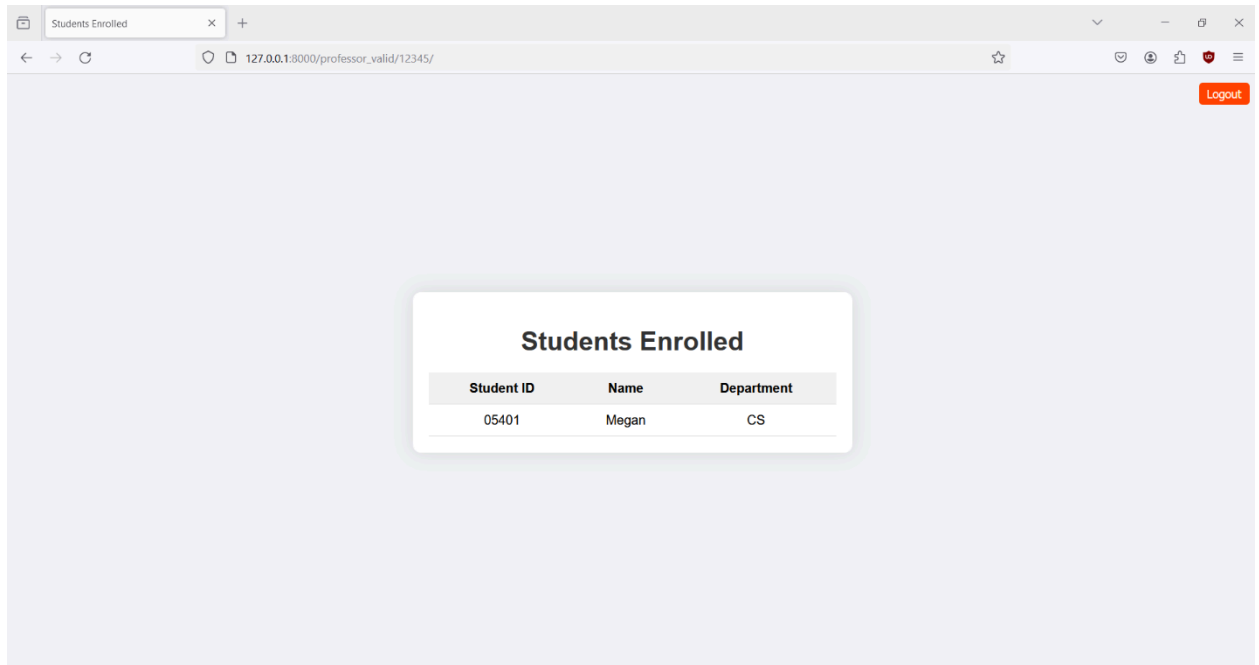 Students Enrolled
127.0.0.1:8000/professor_valid/12345/
Logout
Students Enrolled
Student ID Name Department
05401 Megan CS